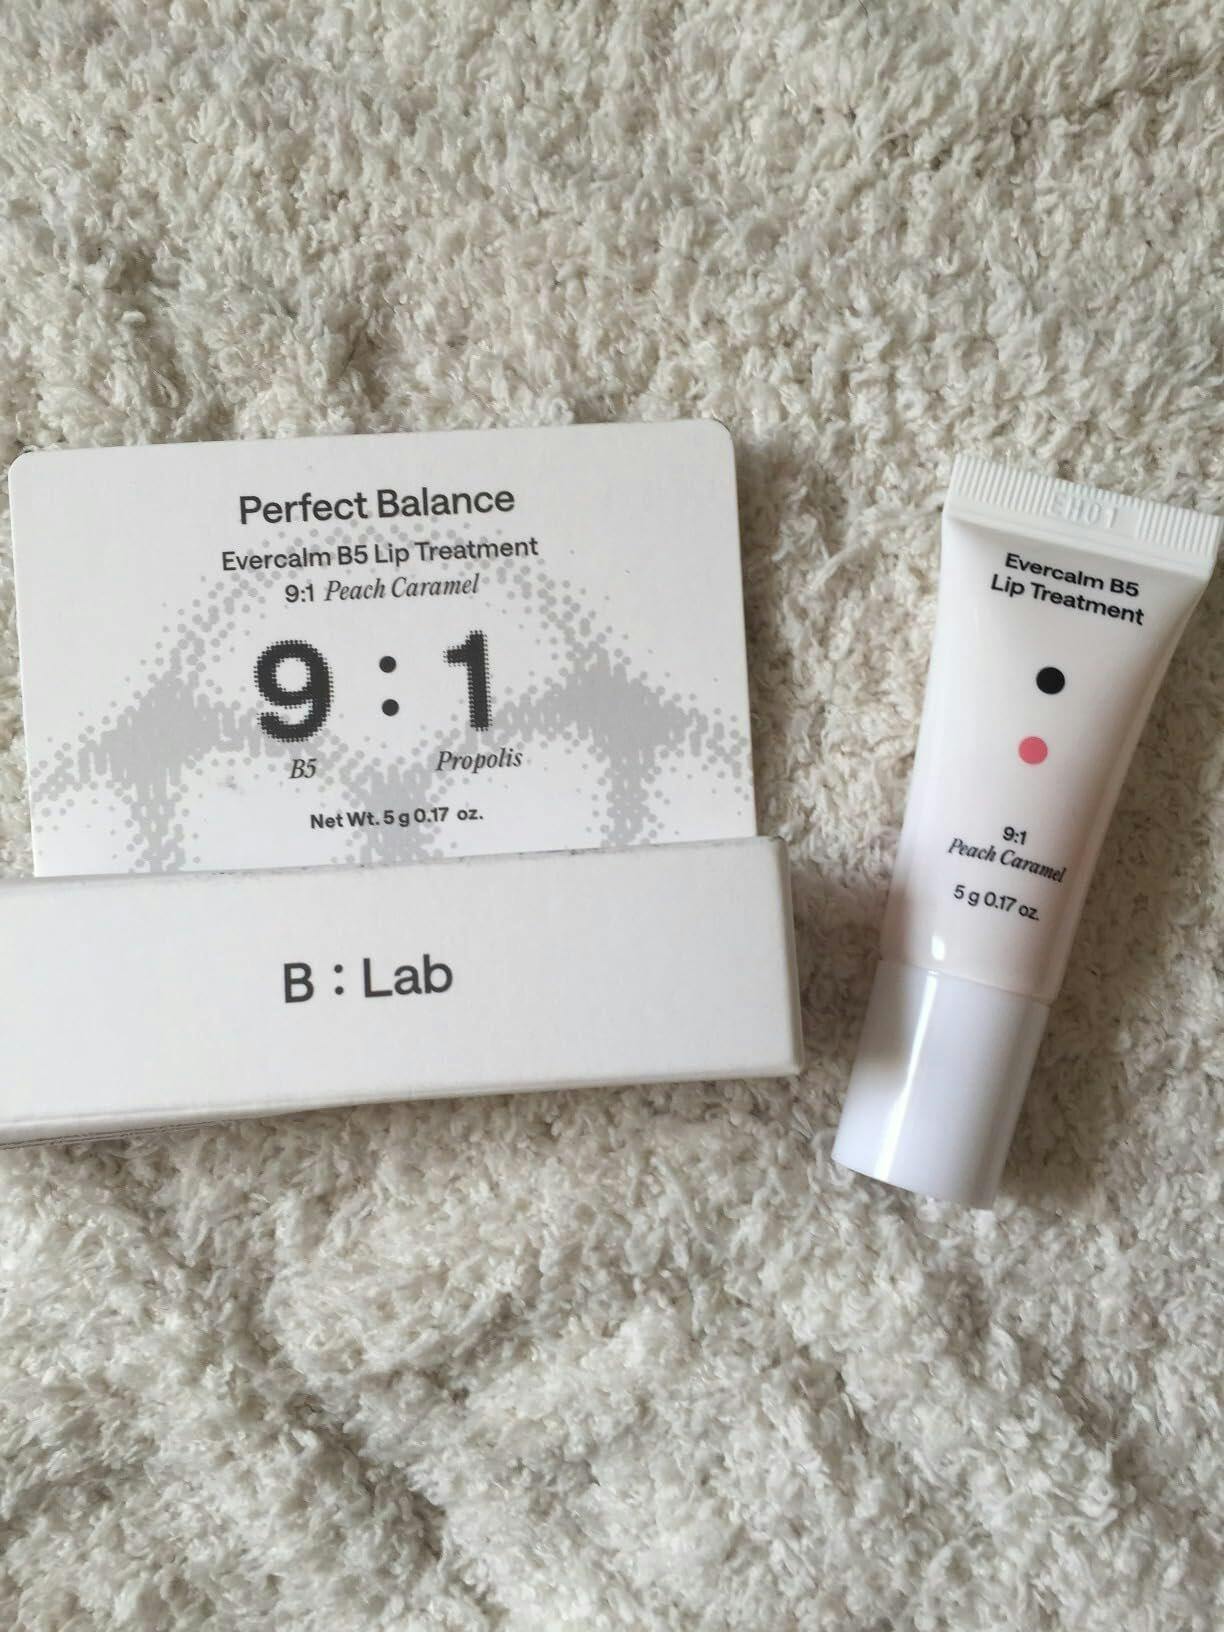 Perfect Balance
Evercalm B5 Lip Treatment
9:1 Peach Caramel
9 : 1
B5 Propolis
Net Wt. 5 g 0.17 oz.
B : Lab
Evercalm B5
Lip Treatment
9:1
Peach Caramel
5 g 0.17 oz.